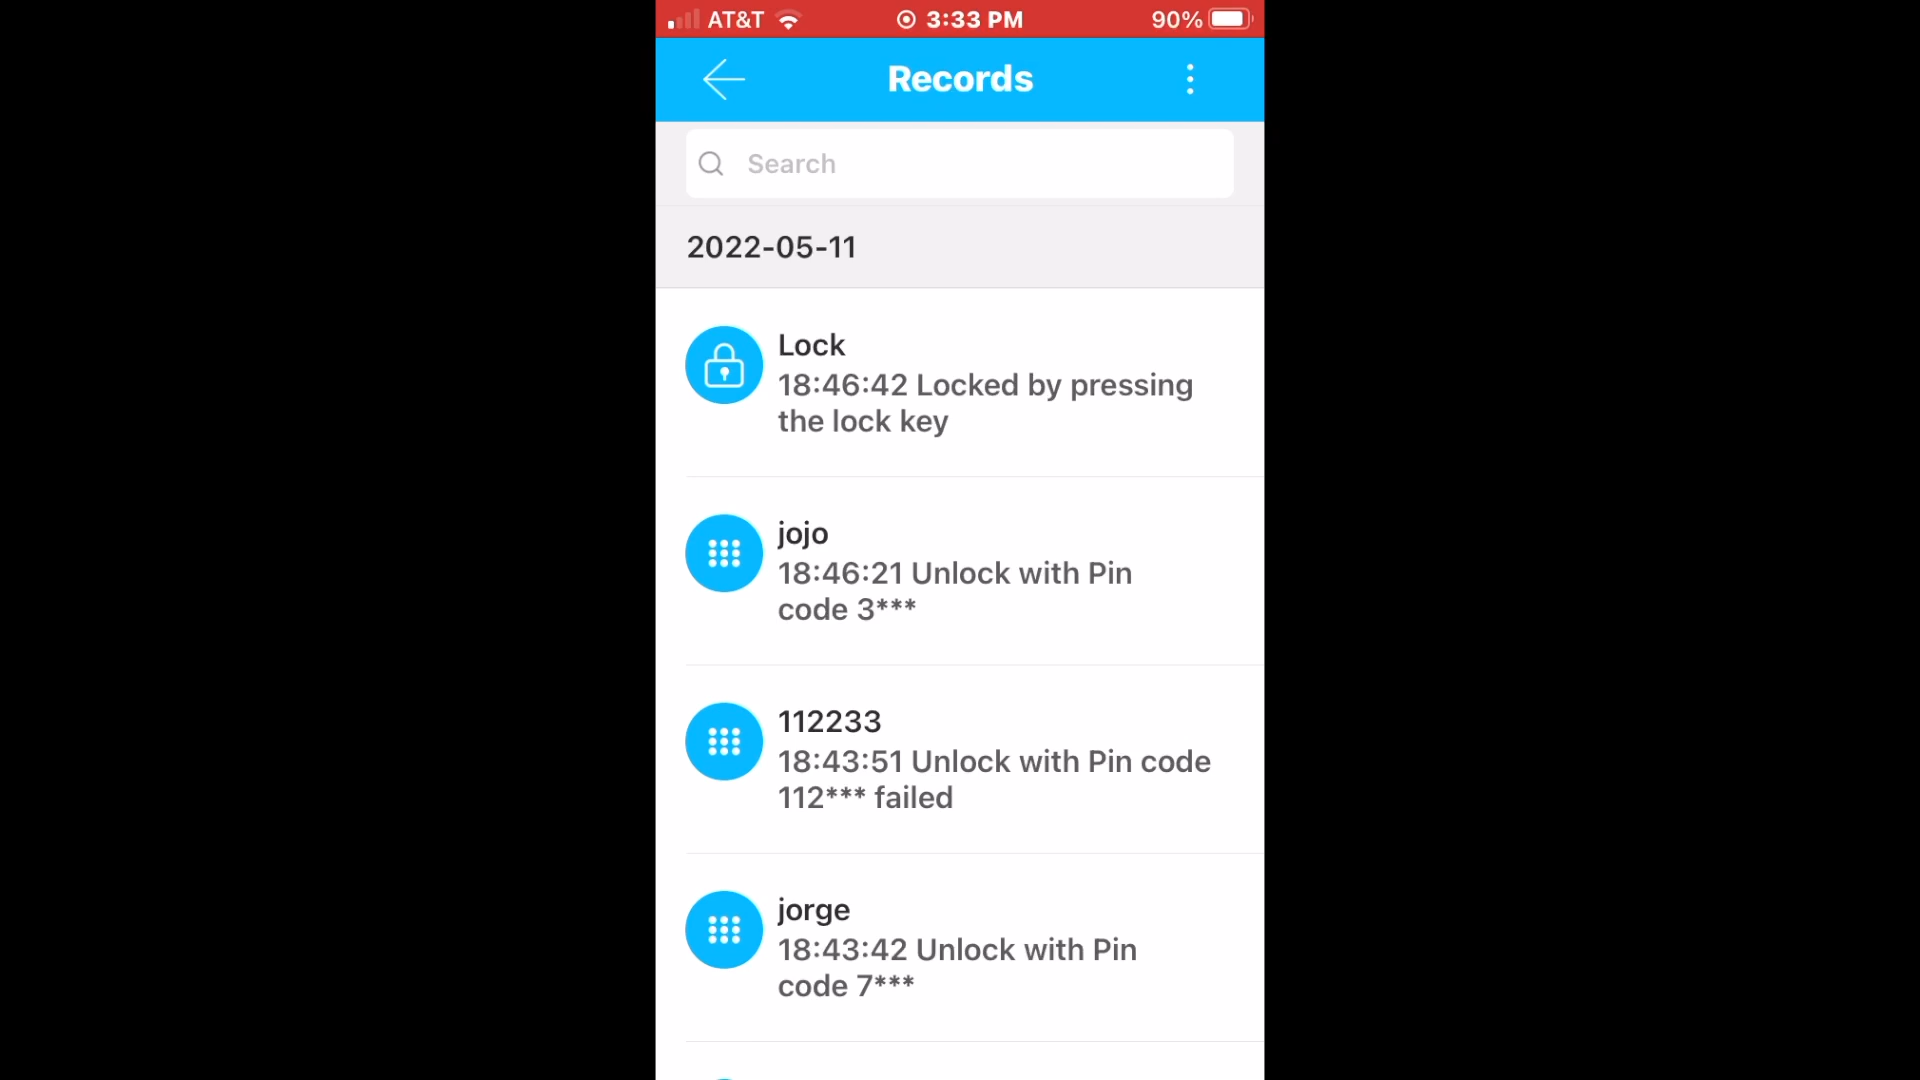 AT&T 3:33 PM 90%
Records
Search
2022-05-11
Lock
18:46:42 Locked by pressing
the lock key
jojo
18:46:21 Unlock with Pin
code 3***
112233
18:43:51 Unlock with Pin code
112*** failed
jorge
18:43:42 Unlock with Pin
code 7***